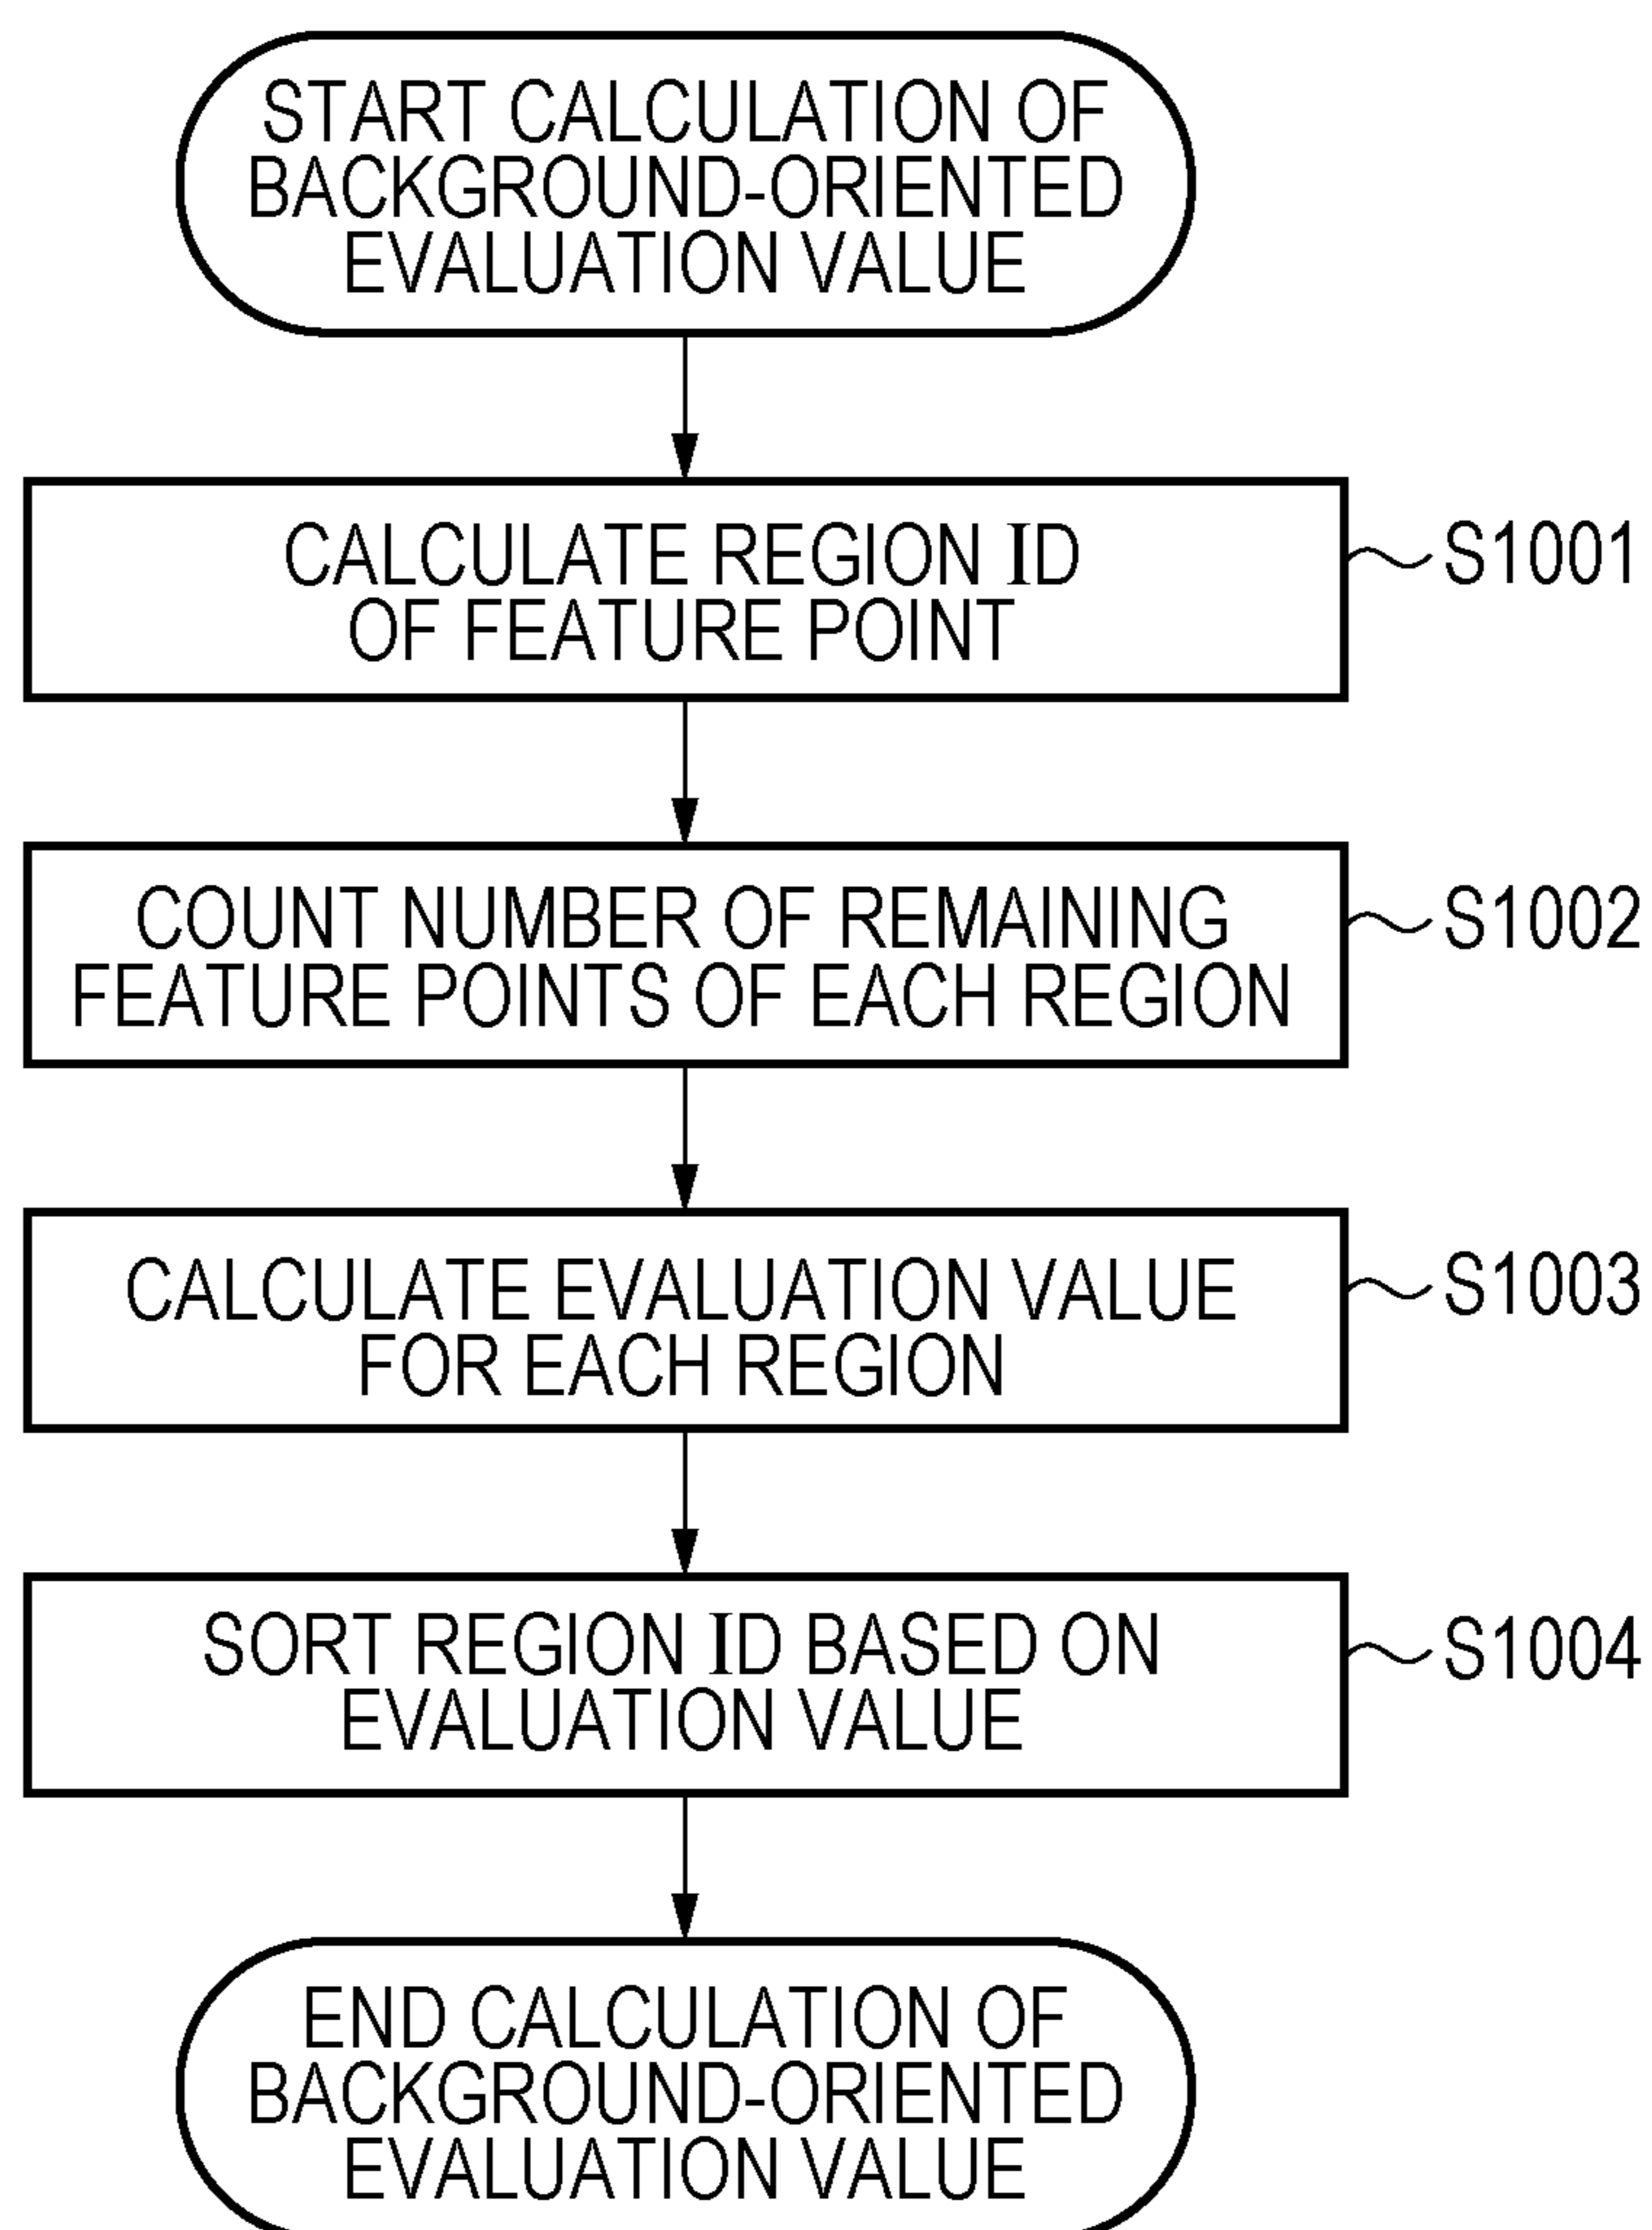 START CALCULATION OF
BACKGROUND-ORIENTED
EVALUATION VALUE
CALCULATE REGION ID
OF FEATURE POINT
S1001
COUNT NUMBER OF REMAINING
FEATURE POINTS OF EACH REGION
S1002
CALCULATE EVALUATION VALUE
FOR EACH REGION
S1003
SORT REGION ID BASED ON
EVALUATION VALUE
S1004
END CALCULATION OF
BACKGROUND-ORIENTED
EVALUATION VALUE